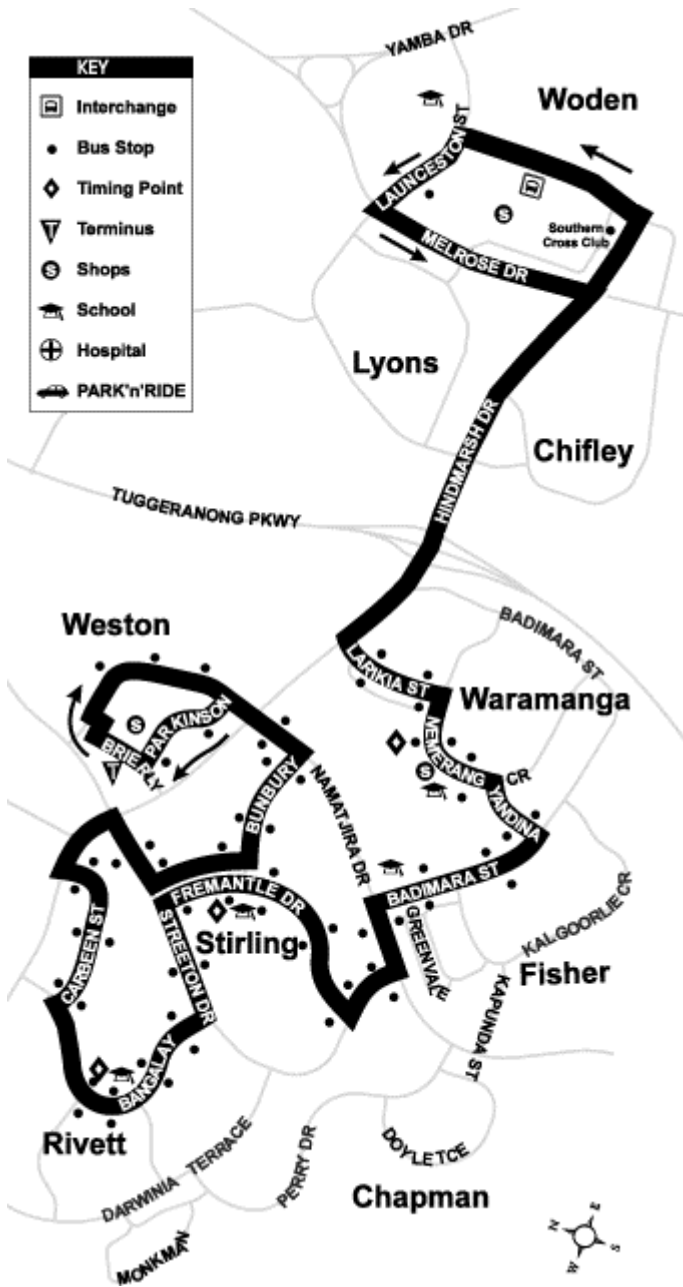 YAMBA DR
KEY
Interchange
Bus Stop
Timing Point
T
Terminus
S
Shops
School
Hospital
PARK'n'RIDE
Woden
LAUNCESTON ST
S
Southern
Cross Club
MELROSE DR
Lyons
HINDMARSH DR
Chifley
TUGGERANONG PKWY
BADIMARA ST
Weston
LARIKIA ST
Waramanga
S
PARKINSON
BRIERLY
T
MENERANG CR
S
YANDINA
BUNBURY
NAMATJIRA DR
BADIMARA ST
FREMANTLE DR
GREENVALE
KALGOORLIE CR
CARBEEN ST
STREETON DR
Stirling
Fisher
KAPUNDA ST
BANGALAY
Rivett
DARWINIA TERRACE
PERRY DR
DOYLE TCE
Chapman
MONKMAN
N
E
S
W